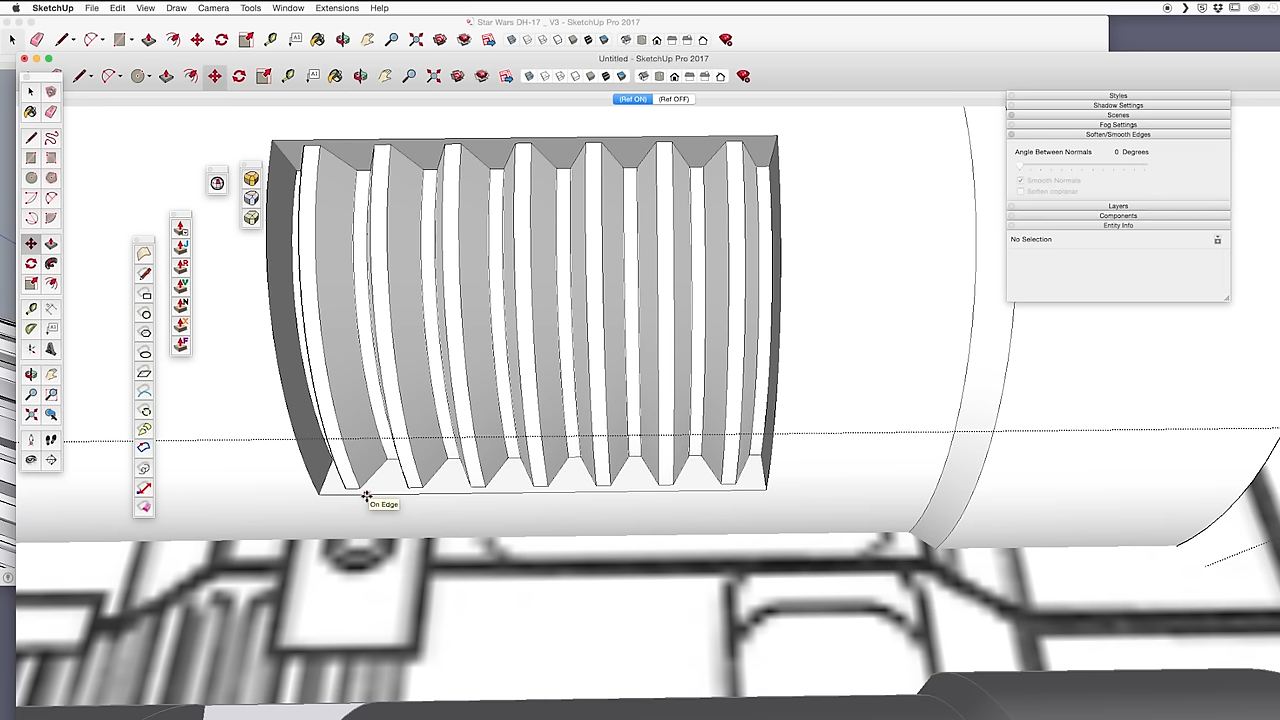 SketchUp File Edit View Draw Camera Tools Window Extensions Help
Star Wars DH-17 _ V3 - SketchUp Pro 2017
Untitled - SketchUp Pro 2017
(Ref ON) (Ref OFF)
Styles
Shadow Settings
Scenes
Fog Settings
Soften/Smooth Edges
Angle Between Normals 0 Degrees
Smooth Normals
Soften coplanar
Layers
Components
Entity Info
No Selection
On Edge